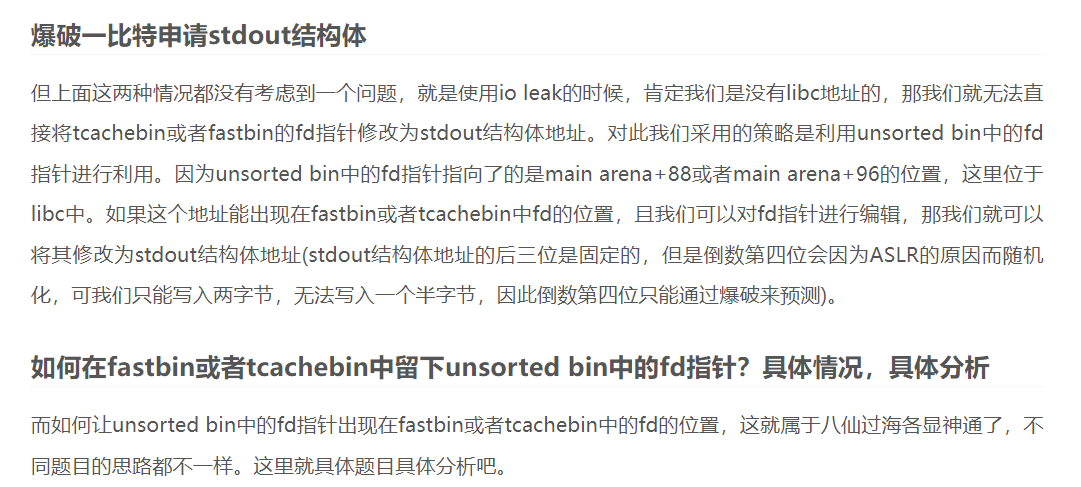 爆破一比特申请stdout结构体
但上面这两种情况都没有考虑到一个问题，就是使用io leak的时候，肯定我们是没有libc地址的，那我们就无法直
接将tcachebin或者fastbin的fd指针修改为stdout结构体地址。对此我们采用的策略是利用unsorted bin中的fd
指针进行利用。因为unsorted bin中的fd指针指向了的是main arena+88或者main arena+96的位置，这里位于
libc中。如果这个地址能出现在fastbin或者tcachebin中fd的位置，且我们可以对fd指针进行编辑，那我们就可以
将其修改为stdout结构体地址(stdout结构体地址的后三位是固定的，但是倒数第四位会因为ASLR的原因而随机
化，可我们只能写入两字节，无法写入一个半字节，因此倒数第四位只能通过爆破来预测)。
如何在fastbin或者tcachebin中留下unsorted bin中的fd指针？具体情况，具体分析
而如何让unsorted bin中的fd指针出现在fastbin或者tcachebin中的fd的位置，这就属于八仙过海各显神通了，不
同题目的思路都不一样。这里就具体题目具体分析吧。